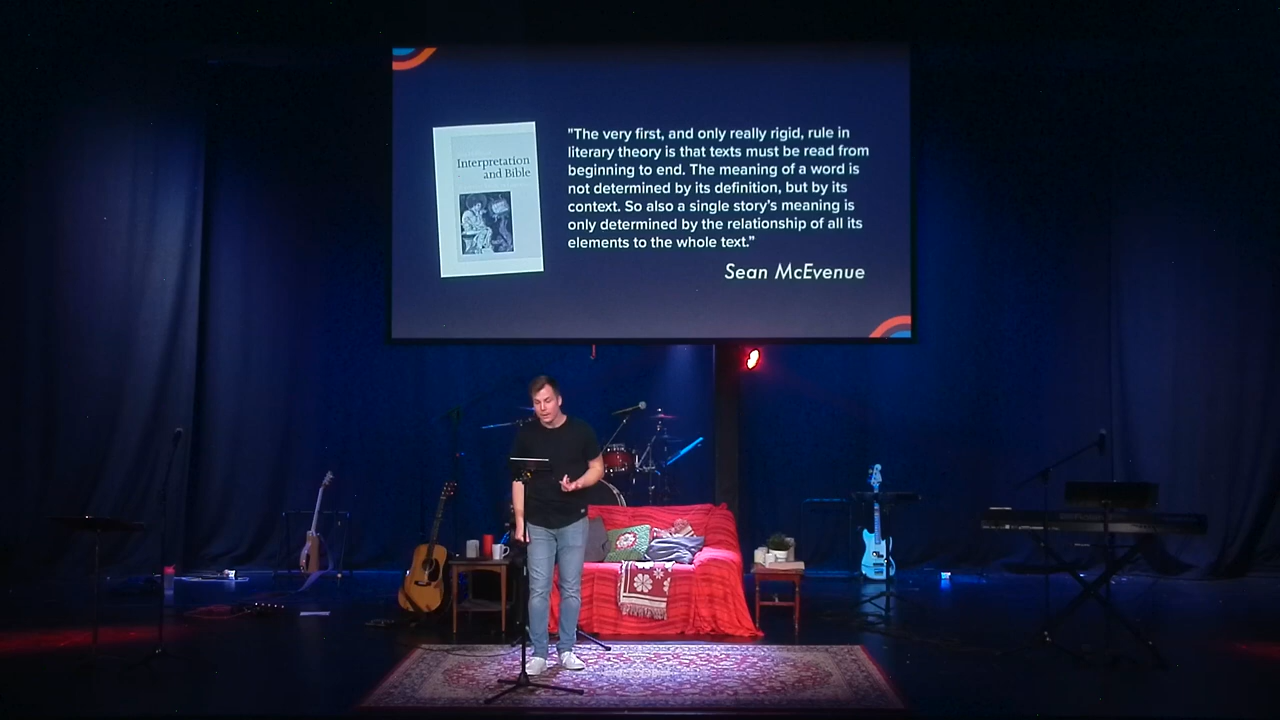 Interpretation
and Bible
"The very first, and only really rigid, rule in
literary theory is that texts must be read from
beginning to end. The meaning of a word is
not determined by its definition, but by its
context. So also a single story's meaning is
only determined by the relationship of all its
elements to the whole text.”
Sean McEvenue